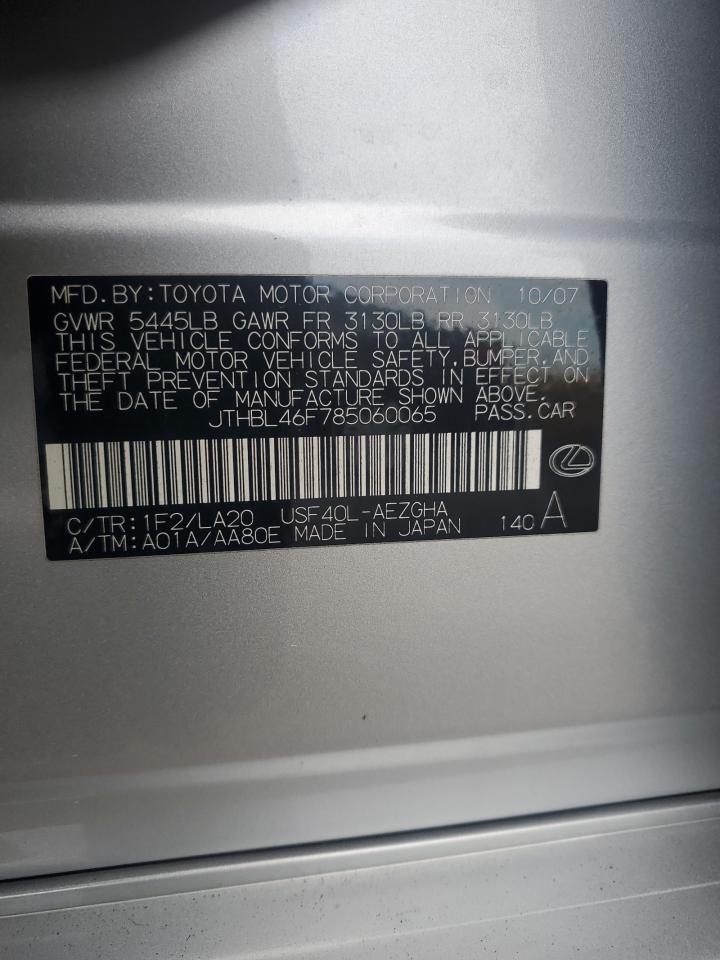 MFD. BY: TOYOTA MOTOR CORPORATION 10/07
GVWR 5445LB GAWR FR 3130LB RR 3130LB
THIS VEHICLE CONFORMS TO ALL APPLICABLE
FEDERAL MOTOR VEHICLE SAFETY, BUMPER, AND
THEFT PREVENTION STANDARDS IN EFFECT ON
THE DATE OF MANUFACTURE SHOWN ABOVE.
JTHBL46F785060065 PASS. CAR
C/TR: 1F2/LA20 USF40L-AEZGHA
A/TM: A01A/AA80E MADE IN JAPAN 140 A